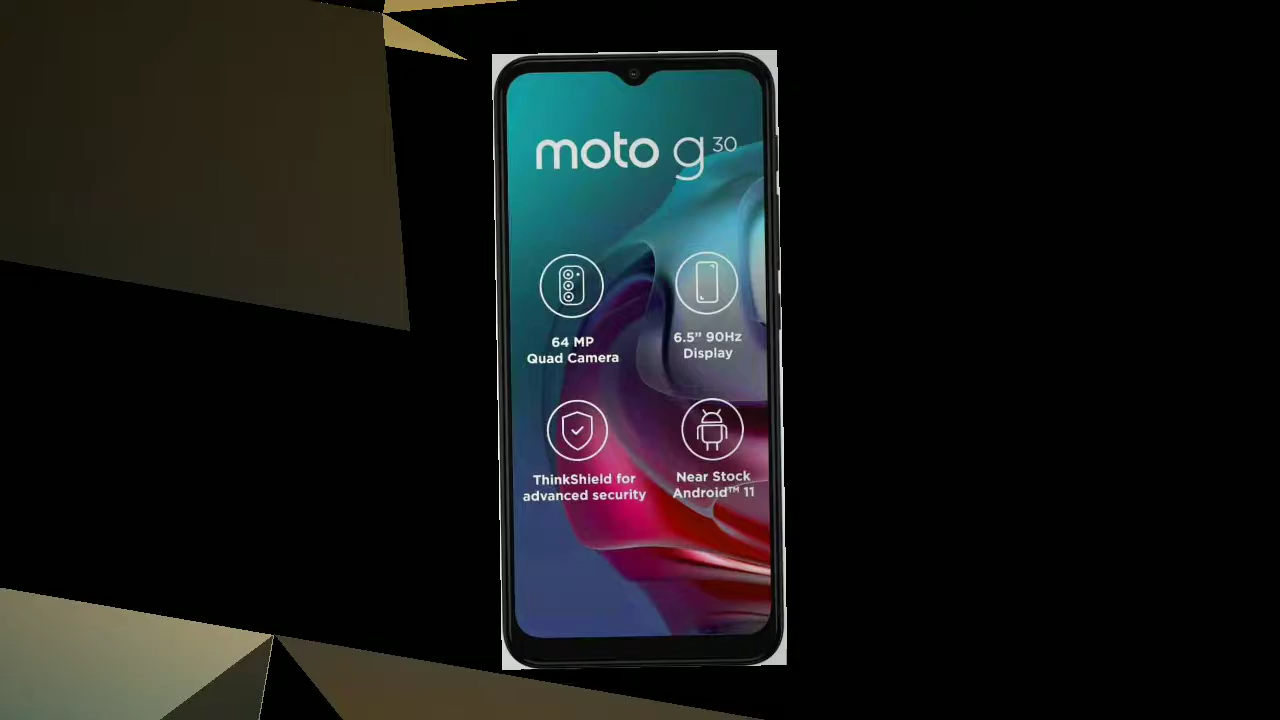 moto g30
64 MP
Quad Camera
6.5” 90Hz
Display
ThinkShield for
advanced security
Near Stock
Android™ 11